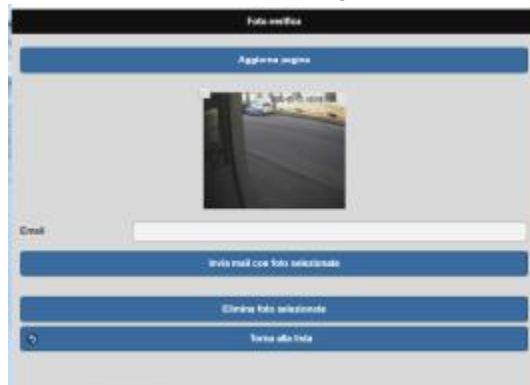 Foto verifica
Aggiorna pagina
Email
Invia mail con foto selezionate
Elimina foto selezionate
Torna alla lista